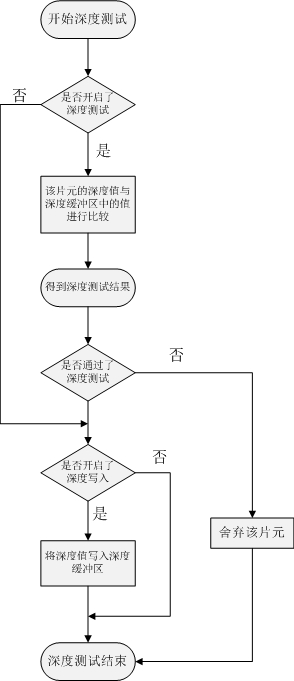 开始深度测试
否
是否开启了
深度测试
是
该片元的深度值与
深度缓冲区中的值
进行比较
得到深度测试结果
否
是否通过了
深度测试
否
是否开启了
深度写入
是
舍弃该片元
将深度值写入深度
缓冲区
深度测试结束